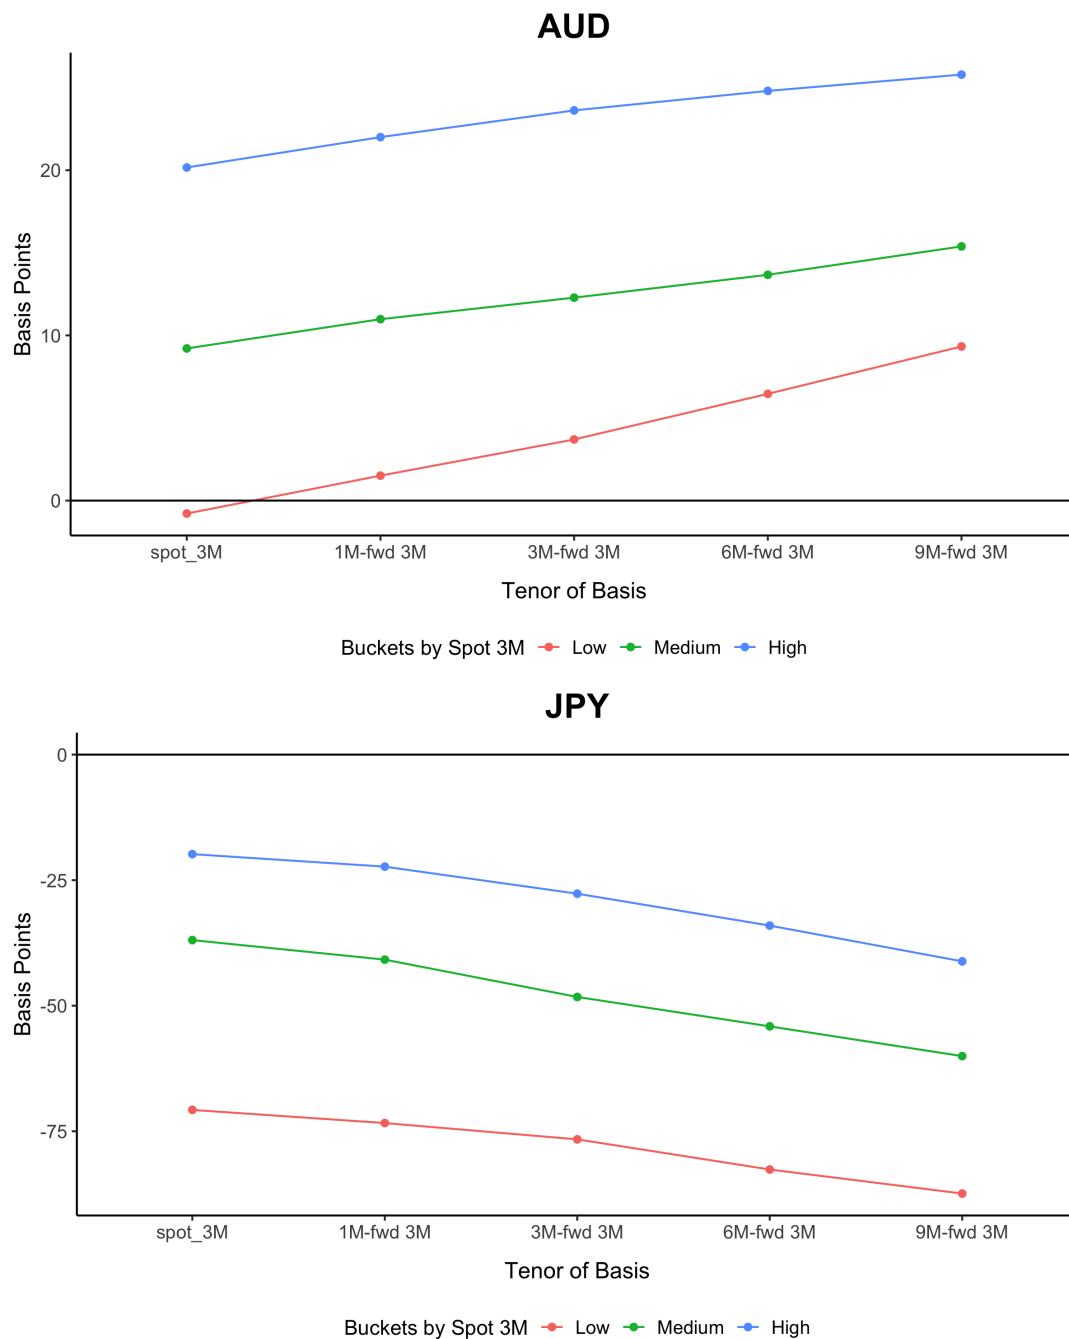 AUD
Basis Points
20
10
0
spot_3M 1M-fwd 3M 3M-fwd 3M 6M-fwd 3M 9M-fwd 3M
Tenor of Basis
Buckets by Spot 3M Low Medium High
JPY
Basis Points
0
-25
-50
-75
spot_3M 1M-fwd 3M 3M-fwd 3M 6M-fwd 3M 9M-fwd 3M
Tenor of Basis
Buckets by Spot 3M Low Medium High